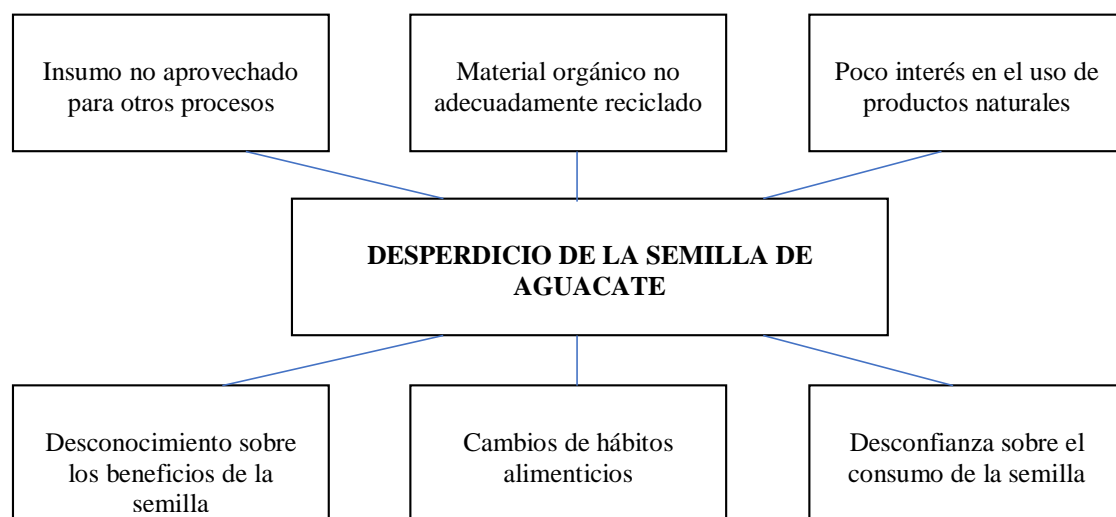 Insumo no aprovechado
para otros procesos
Material orgánico no
adecuadamente reciclado
Poco interés en el uso de
productos naturales
DESPERDICIO DE LA SEMILLA DE
AGUACATE
Desconocimiento sobre
los beneficios de la
semilla
Cambios de hábitos
alimenticios
Desconfianza sobre el
consumo de la semilla